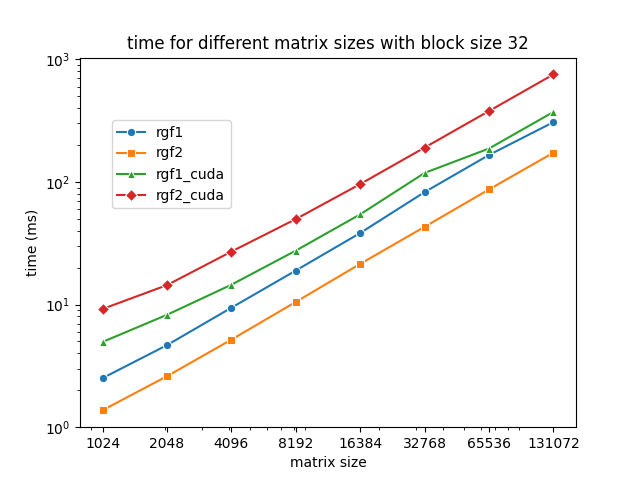 time for different matrix sizes with block size 32
10³
10²
10¹
10⁰
time (ms)
rgf1
rgf2
rgf1_cuda
rgf2_cuda
1024 2048 4096 8192 16384 32768 65536 131072
matrix size